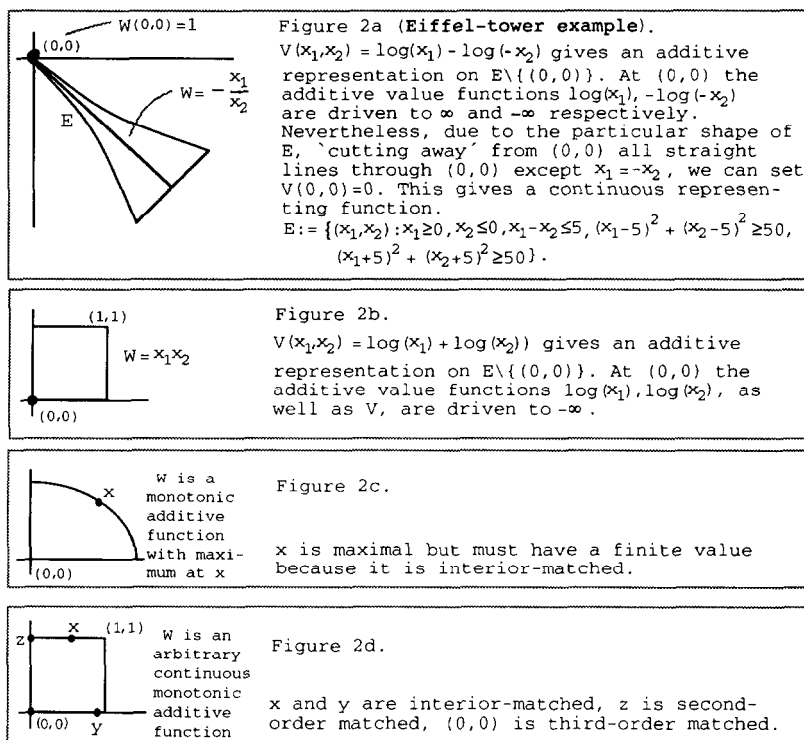 W(0,0)=1
(0,0)
W=-x₁/x₂
E
Figure 2a (Eiffel-tower example).
V(x₁,x₂) = log(x₁) - log(-x₂) gives an additive
representation on E\{(0,0)}. At (0,0) the
additive value functions log(x₁), -log(-x₂)
are driven to ∞ and -∞ respectively.
Nevertheless, due to the particular shape of
E, `cutting away´ from (0,0) all straight
lines through (0,0) except x₁=-x₂, we can set
V(0,0)=0. This gives a continuous represen-
ting function.
E:= {(x₁,x₂):x₁≥0,x₂≤0,x₁-x₂≤5, (x₁-5)² + (x₂-5)² ≥50,
(x₁+5)² + (x₂+5)²≥50}.
(1,1)
W=x₁x₂
(0,0)
Figure 2b.
V(x₁,x₂) = log(x₁) + log(x₂)) gives an additive
representation on E\{(0,0)}. At (0,0) the
additive value functions log(x₁),log(x₂), as
well as V, are driven to -∞.
x
(0,0)
W is a
monotonic
additive
function
with maxi-
mum at x
Figure 2c.
x is maximal but must have a finite value
because it is interior-matched.
z
x
(1,1)
(0,0)
y
W is an
arbitrary
continuous
monotonic
additive
function
Figure 2d.
x and y are interior-matched, z is second-
order matched, (0,0) is third-order matched.